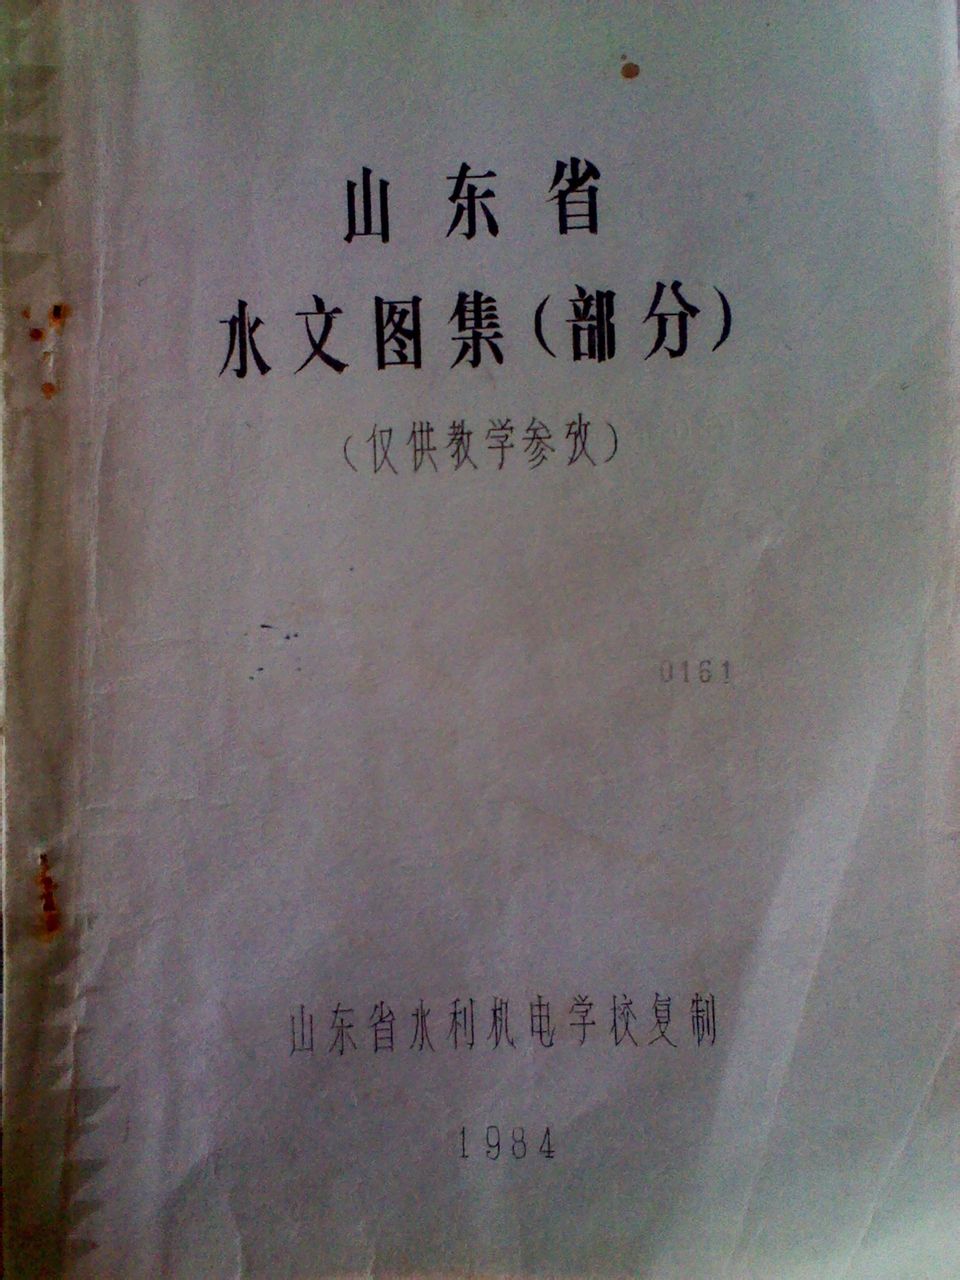 山东省
水文图集(部分)
(仅供教学参攷)
0161
山东省水利机电学校复制
1984